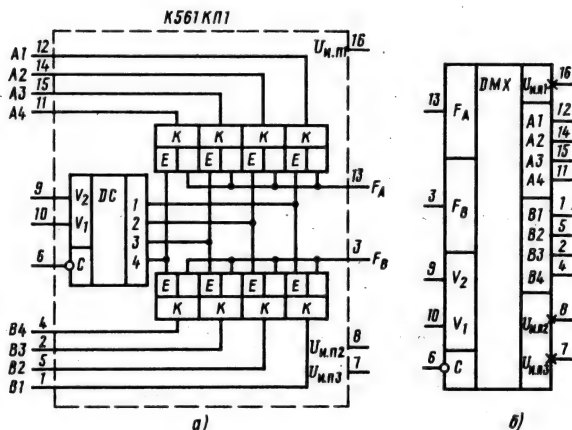 К561КП1
A1 12
A2 14
A3 15
A4 11
Uи.п1 16
К К К К
E E E E
13 FA
9 V2 DC 1
10 V1 2
3
6 C 4
3 FB
E E E E
К К К К
B4 4
B3 2
B2 5
B1 1
Uи.п2 8
Uи.п3 7
а)
DMX
13 FA
3 FB
9 V2
10 V1
6 C
Uи.п1 16
A1 12
A2 14
A3 15
A4 11
B1 1
B2 5
B3 2
B4 4
Uи.п2 8
Uи.п3 7
б)